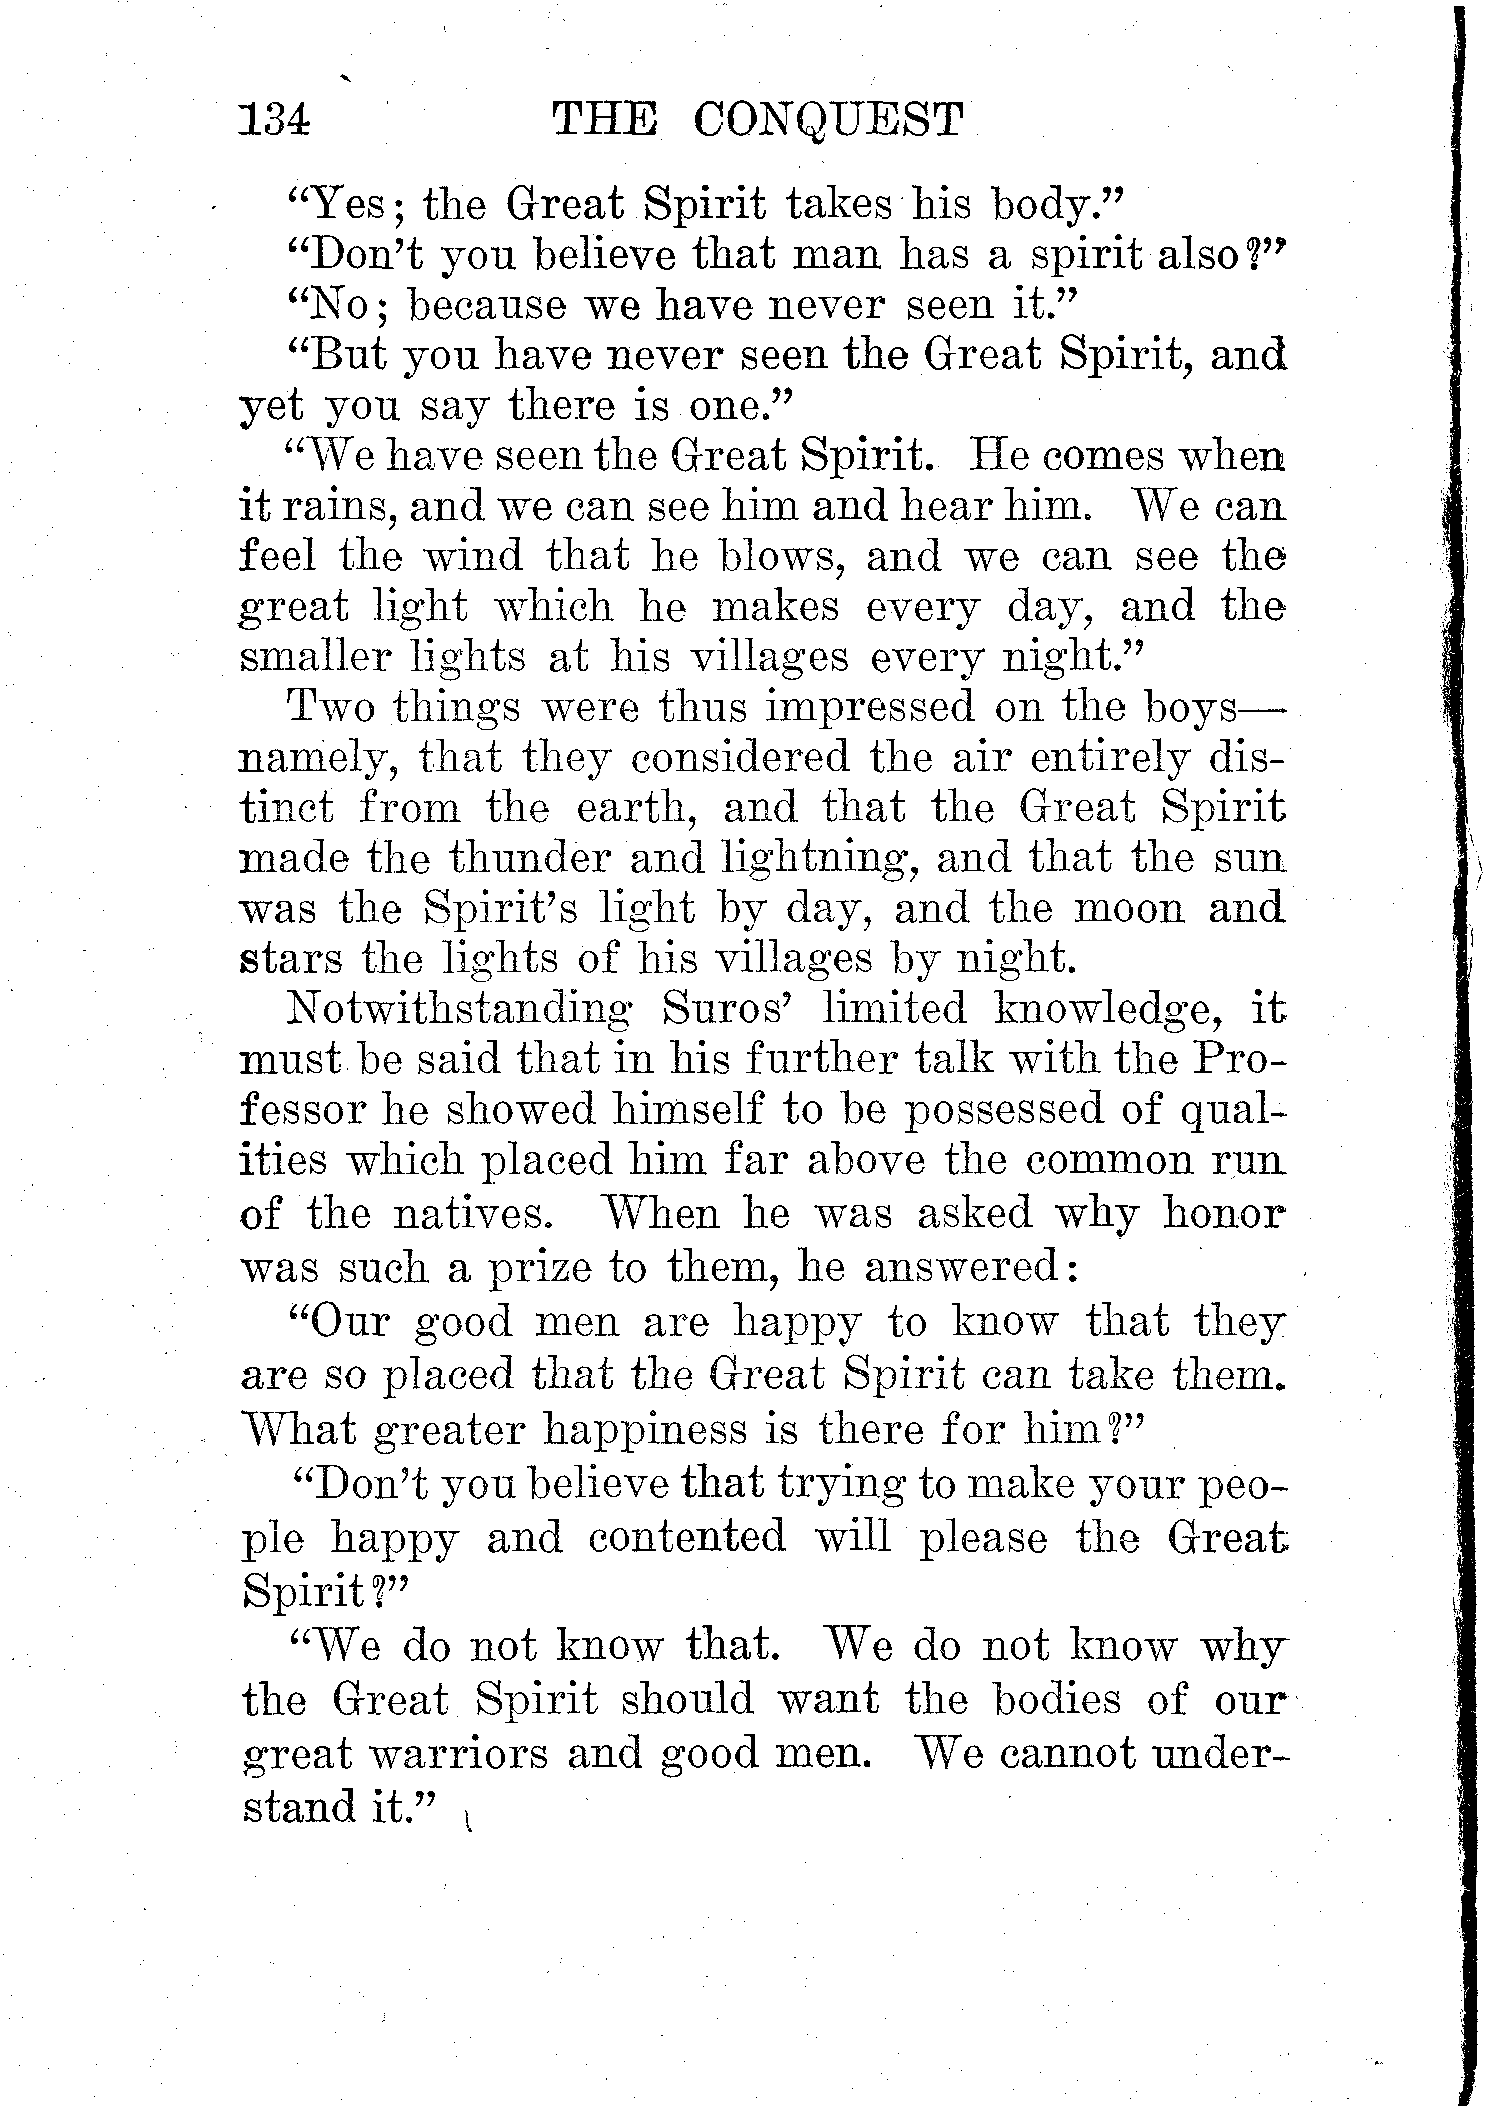 134 THE CONQUEST
“Yes; the Great Spirit takes his body.”
“Don’t you believe that man has a spirit also?”
“No; because we have never seen it.”
“But you have never seen the Great Spirit, and
yet you say there is one.”
“We have seen the Great Spirit. He comes when
it rains, and we can see him and hear him. We can
feel the wind that he blows, and we can see the
great light which he makes every day, and the
smaller lights at his villages every night.”
Two things were thus impressed on the boys—
namely, that they considered the air entirely dis-
tinct from the earth, and that the Great Spirit
made the thunder and lightning, and that the sun
was the Spirit’s light by day, and the moon and
stars the lights of his villages by night.
Notwithstanding Suros’ limited knowledge, it
must be said that in his further talk with the Pro-
fessor he showed himself to be possessed of qual-
ities which placed him far above the common run
of the natives. When he was asked why honor
was such a prize to them, he answered:
“Our good men are happy to know that they
are so placed that the Great Spirit can take them.
What greater happiness is there for him?”
“Don’t you believe that trying to make your peo-
ple happy and contented will please the Great
Spirit?”
“We do not know that. We do not know why
the Great Spirit should want the bodies of our
great warriors and good men. We cannot under-
stand it.”